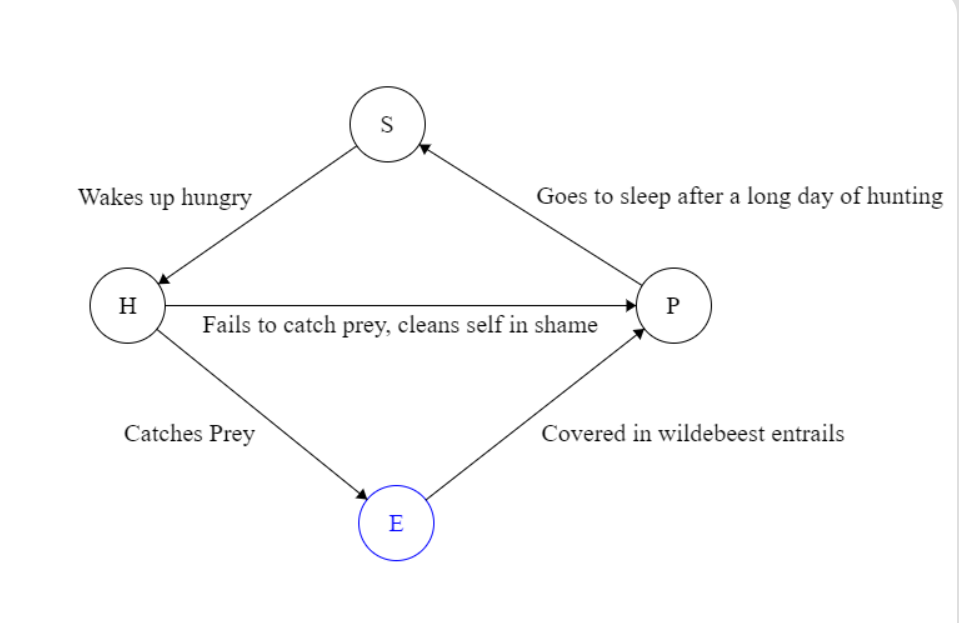 S
Wakes up hungry
Goes to sleep after a long day of hunting
H
P
Fails to catch prey, cleans self in shame
Catches Prey
Covered in wildebeest entrails
E